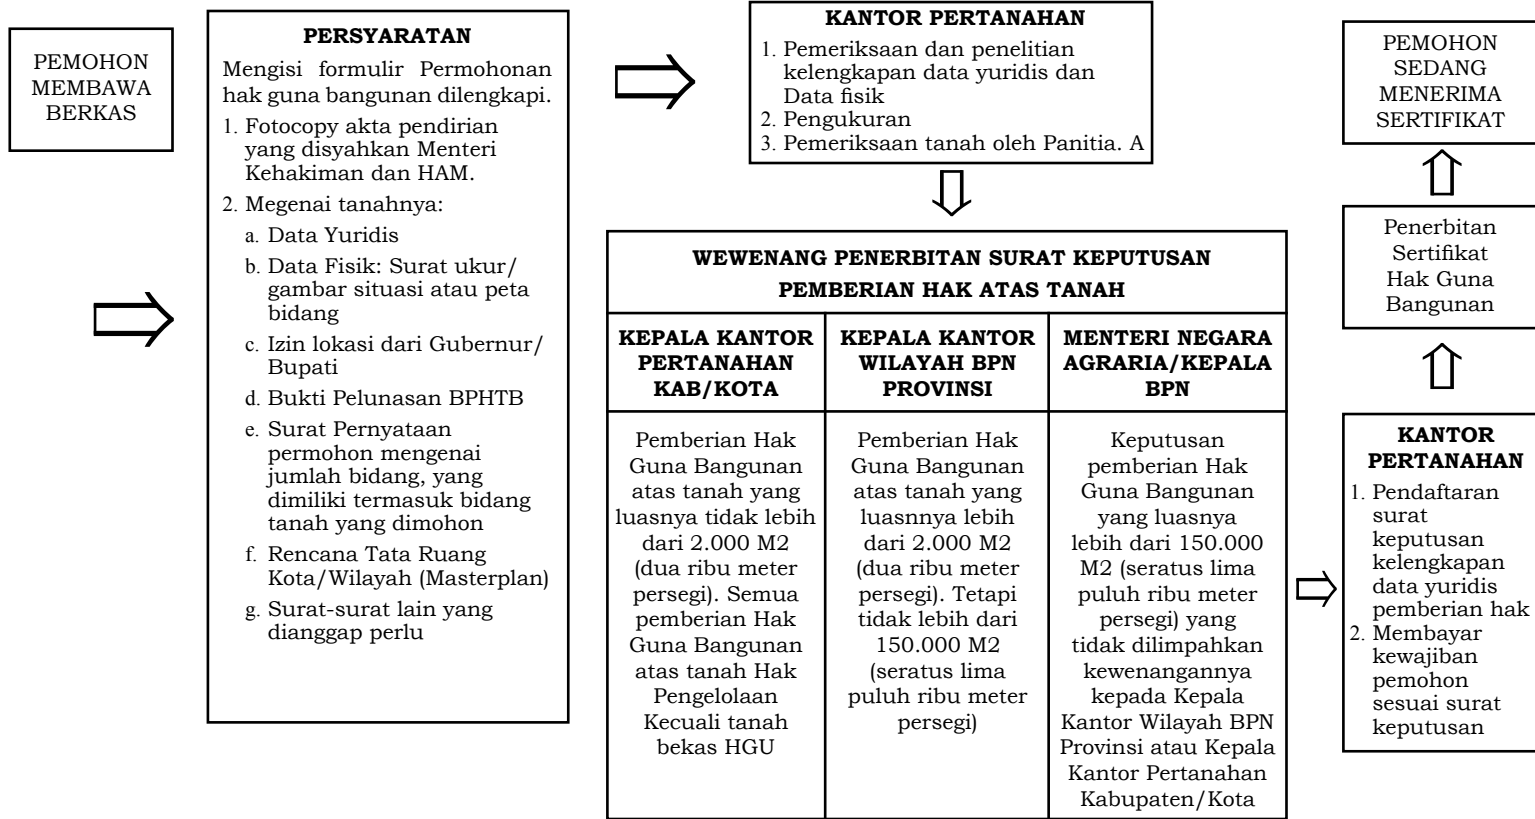 PEMOHON
MEMBAWA
BERKAS
PERSYARATAN
Mengisi formulir Permohonan
hak guna bangunan dilengkapi.
1. Fotocopy akta pendirian
yang disyahkan Menteri
Kehakiman dan HAM.
2. Megenai tanahnya:
a. Data Yuridis
b. Data Fisik: Surat ukur/
gambar situasi atau peta
bidang
c. Izin lokasi dari Gubernur/
Bupati
d. Bukti Pelunasan BPHTB
e. Surat Pernyataan
permohon mengenai
jumlah bidang, yang
dimiliki termasuk bidang
tanah yang dimohon
f. Rencana Tata Ruang
Kota/Wilayah (Masterplan)
g. Surat-surat lain yang
dianggap perlu
KANTOR PERTANAHAN
1. Pemeriksaan dan penelitian
kelengkapan data yuridis dan
Data fisik
2. Pengukuran
3. Pemeriksaan tanah oleh Panitia. A
WEWENANG PENERBITAN SURAT KEPUTUSAN
PEMBERIAN HAK ATAS TANAH
KEPALA KANTOR
PERTANAHAN
KAB/KOTA
Pemberian Hak
Guna Bangunan
atas tanah yang
luasnya tidak lebih
dari 2.000 M2
(dua ribu meter
persegi). Semua
pemberian Hak
Guna Bangunan
atas tanah Hak
Pengelolaan
Kecuali tanah
bekas HGU
KEPALA KANTOR
WILAYAH BPN
PROVINSI
Pemberian Hak
Guna Bangunan
atas tanah yang
luasnnya lebih
dari 2.000 M2
(dua ribu meter
persegi). Tetapi
tidak lebih dari
150.000 M2
(seratus lima
puluh ribu meter
persegi)
MENTERI NEGARA
AGRARIA/KEPALA
BPN
Keputusan
pemberian Hak
Guna Bangunan
yang luasnya
lebih dari 150.000
M2 (seratus lima
puluh ribu meter
persegi) yang
tidak dilimpahkan
kewenangannya
kepada Kepala
Kantor Wilayah BPN
Provinsi atau Kepala
Kantor Pertanahan
Kabupaten/Kota
KANTOR
PERTANAHAN
1. Pendaftaran
surat
keputusan
kelengkapan
data yuridis
pemberian hak
2. Membayar
kewajiban
pemohon
sesuai surat
keputusan
Penerbitan
Sertifikat
Hak Guna
Bangunan
PEMOHON
SEDANG
MENERIMA
SERTIFIKAT